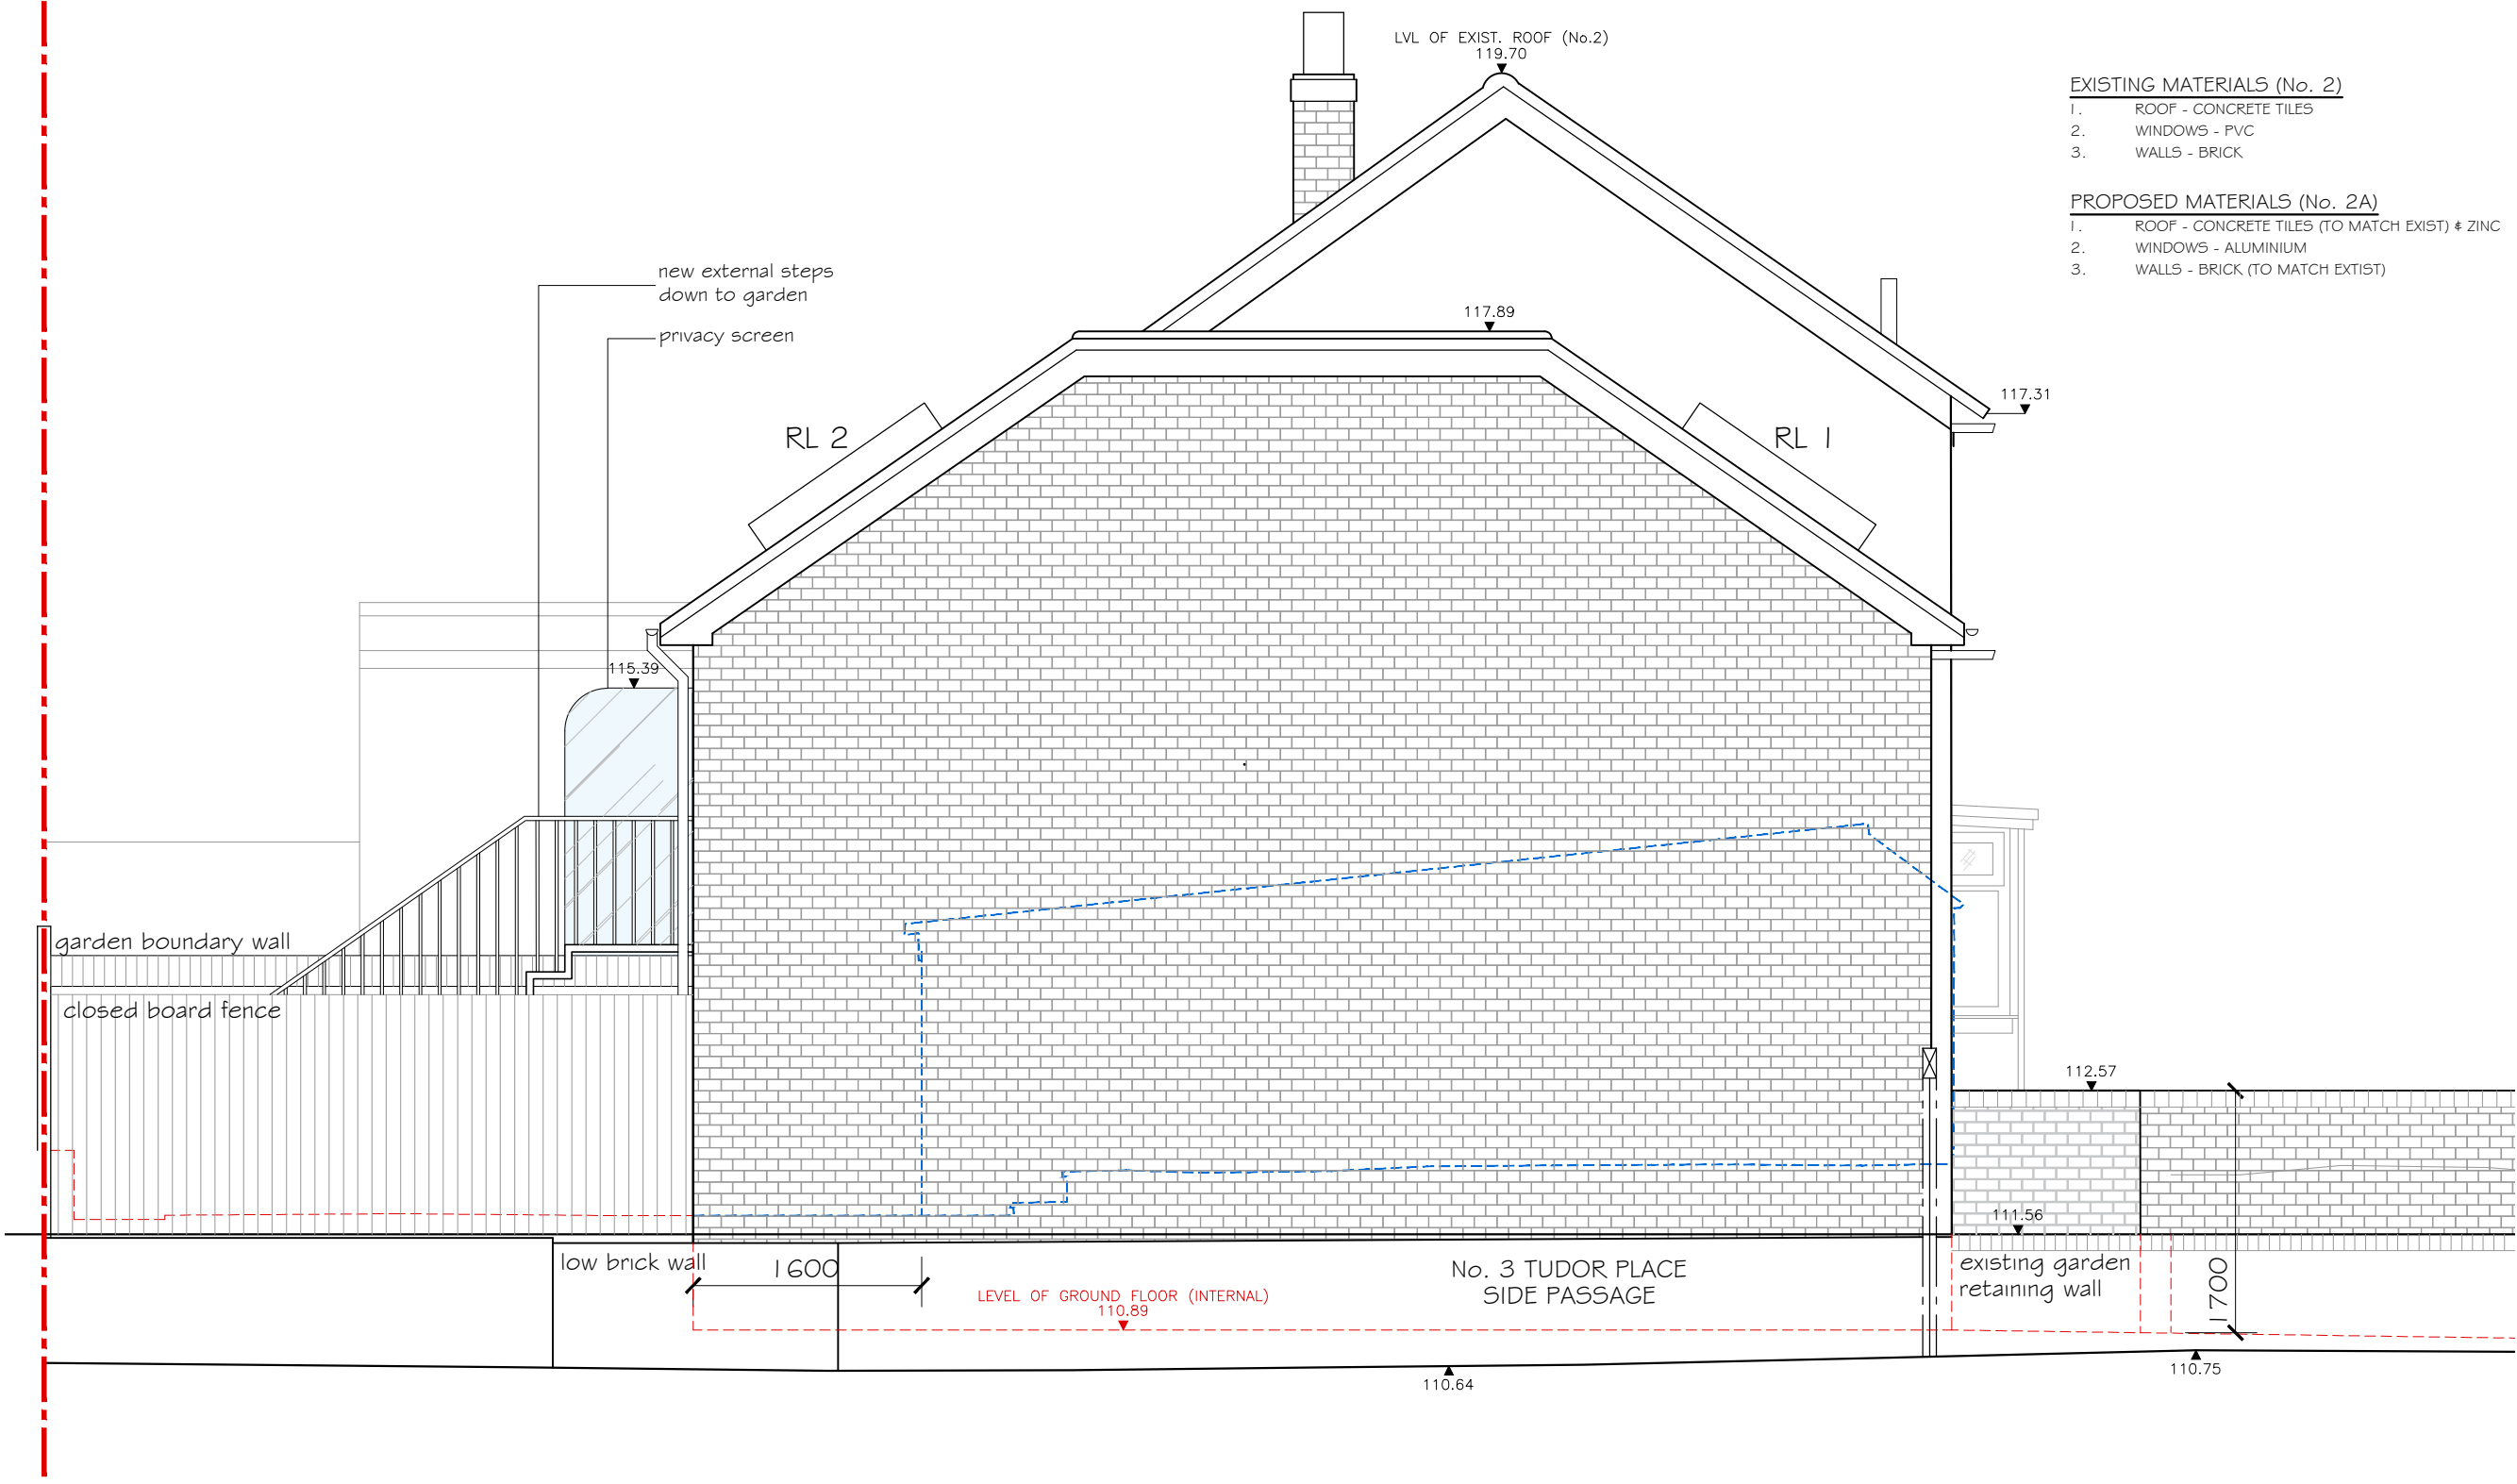 LVL OF EXIST. ROOF (No.2)
119.70
EXISTING MATERIALS (No. 2)
1. ROOF - CONCRETE TILES
2. WINDOWS - PVC
3. WALLS - BRICK
PROPOSED MATERIALS (No. 2A)
1. ROOF - CONCRETE TILES (TO MATCH EXIST) & ZINC
2. WINDOWS - ALUMINIUM
3. WALLS - BRICK (TO MATCH EXTIST)
new external steps
down to garden
privacy screen
117.89
117.31
RL 2
RL 1
115.39
garden boundary wall
closed board fence
112.57
111.56
low brick wall
1600
No. 3 TUDOR PLACE
SIDE PASSAGE
existing garden
retaining wall
1700
LEVEL OF GROUND FLOOR (INTERNAL)
110.89
110.64
110.75